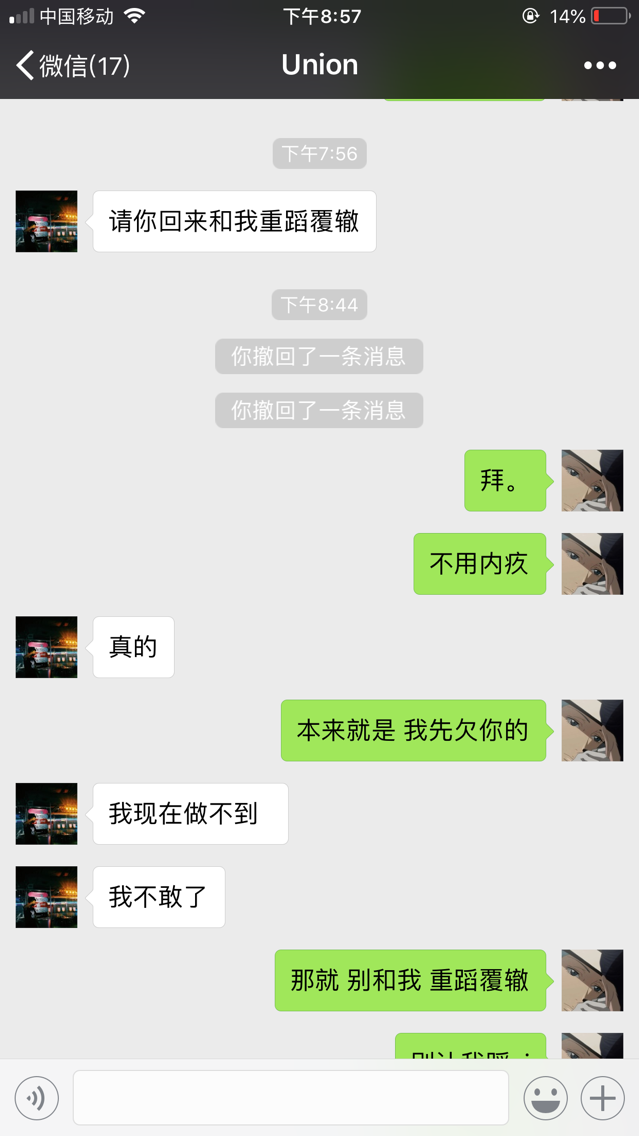 中国移动 下午8:57 14%
微信(17) Union
下午7:56
请你回来和我重蹈覆辙
下午8:44
你撤回了一条消息
你撤回了一条消息
拜。
不用内疚
真的
本来就是 我先欠你的
我现在做不到
我不敢了
那就 别和我 重蹈覆辙